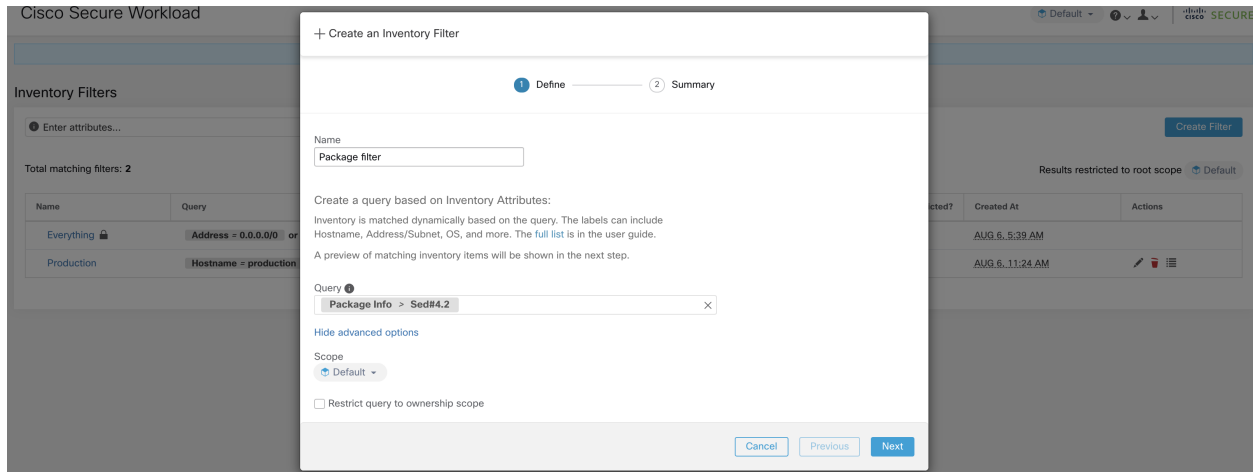 Cisco Secure Workload
Default
cisco SECURE
+ Create an Inventory Filter
1 Define 2 Summary
Inventory Filters
Enter attributes...
Create Filter
Name
Package filter
Total matching filters: 2
Results restricted to root scope Default
Create a query based on Inventory Attributes:
Inventory is matched dynamically based on the query. The labels can include
Hostname, Address/Subnet, OS, and more. The full list is in the user guide.
A preview of matching inventory items will be shown in the next step.
Name Query icted? Created At Actions
Everything Address = 0.0.0.0/0 or AUG 6, 5:39 AM
Production Hostname = production AUG 6, 11:24 AM
Query
Package Info > Sed#4.2
Hide advanced options
Scope
Default
Restrict query to ownership scope
Cancel Previous Next